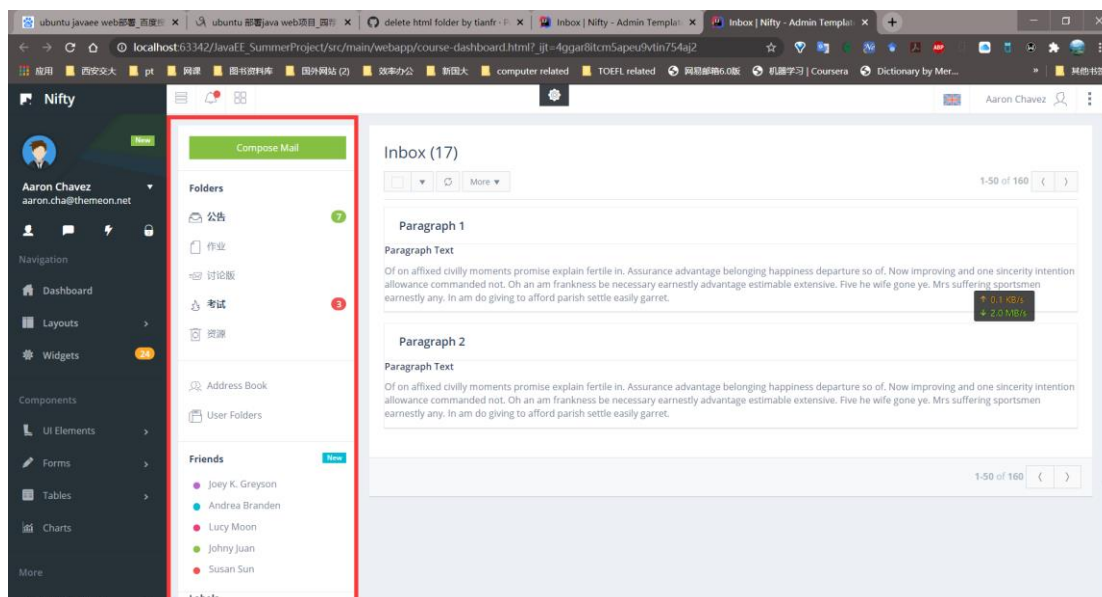 ubuntu javaee web部署_百度
ubuntu 部署java web项目_园荐
delete html folder by tianfr
Inbox | Nifty - Admin Templat
Inbox | Nifty - Admin Templat
localhost:63342/JavaEE_SummerProject/src/main/webapp/course-dashboard.html?_ijt=4ggar8itcm5apeu9vtin754aj2
应用 西安交大 pt 网课 图书资料库 国外网站 (2) 效率办公 新国大 computer related TOEFL related 网易邮箱6.0版 机器学习 | Coursera Dictionary by Mer... » 其他书签
Nifty
Aaron Chavez
New
Aaron Chavez
aaron.cha@themeon.net
Navigation
Dashboard
Layouts
Widgets 24
Components
UI Elements
Forms
Tables
Charts
More
Compose Mail
Folders
公告 7
作业
讨论版
考试 3
资源
Address Book
User Folders
Friends New
Joey K. Greyson
Andrea Branden
Lucy Moon
Johny Juan
Susan Sun
Labels
Inbox (17)
More
1-50 of 160
Paragraph 1
Paragraph Text
Of on affixed civilly moments promise explain fertile in. Assurance advantage belonging happiness departure so of. Now improving and one sincerity intention
allowance commanded not. Oh an am frankness be necessary earnestly advantage estimable extensive. Five he wife gone ye. Mrs suffering sportsmen
earnestly any. In am do giving to afford parish settle easily garret.
↑ 0.1 KB/s
↓ 2.0 MB/s
Paragraph 2
Paragraph Text
Of on affixed civilly moments promise explain fertile in. Assurance advantage belonging happiness departure so of. Now improving and one sincerity intention
allowance commanded not. Oh an am frankness be necessary earnestly advantage estimable extensive. Five he wife gone ye. Mrs suffering sportsmen
earnestly any. In am do giving to afford parish settle easily garret.
1-50 of 160